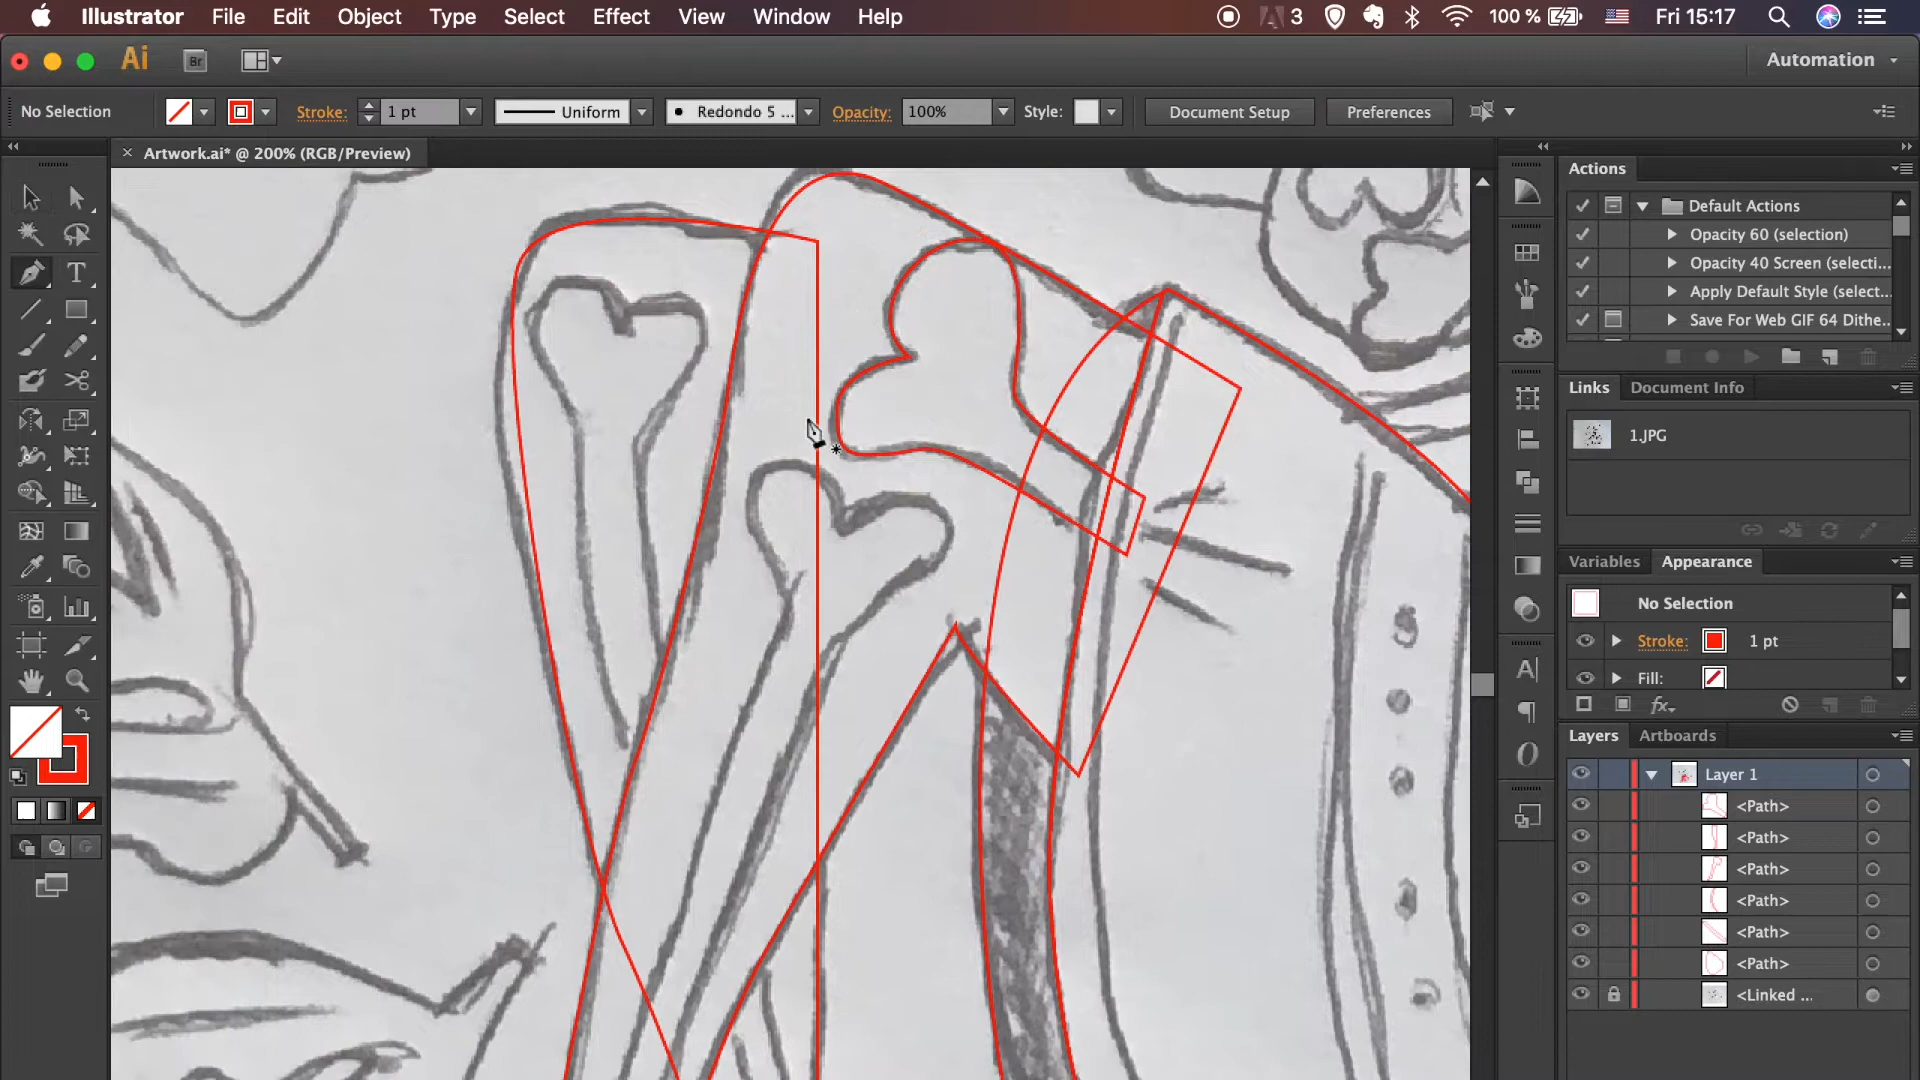 Illustrator File Edit Object Type Select Effect View Window Help 3 100 % Fri 15:17
Ai Br Automation
No Selection Stroke: 1 pt Uniform Redondo 5 ... Opacity: 100% Style: Document Setup Preferences
× Artwork.ai* @ 200% (RGB/Preview)
Actions
Default Actions
Opacity 60 (selection)
Opacity 40 Screen (selecti...
Apply Default Style (select...
Save For Web GIF 64 Dithe...
Links Document Info
1.JPG
Variables Appearance
No Selection
Stroke: 1 pt
Fill:
fx
Layers Artboards
Layer 1
<Path>
<Path>
<Path>
<Path>
<Path>
<Path>
<Linked ...